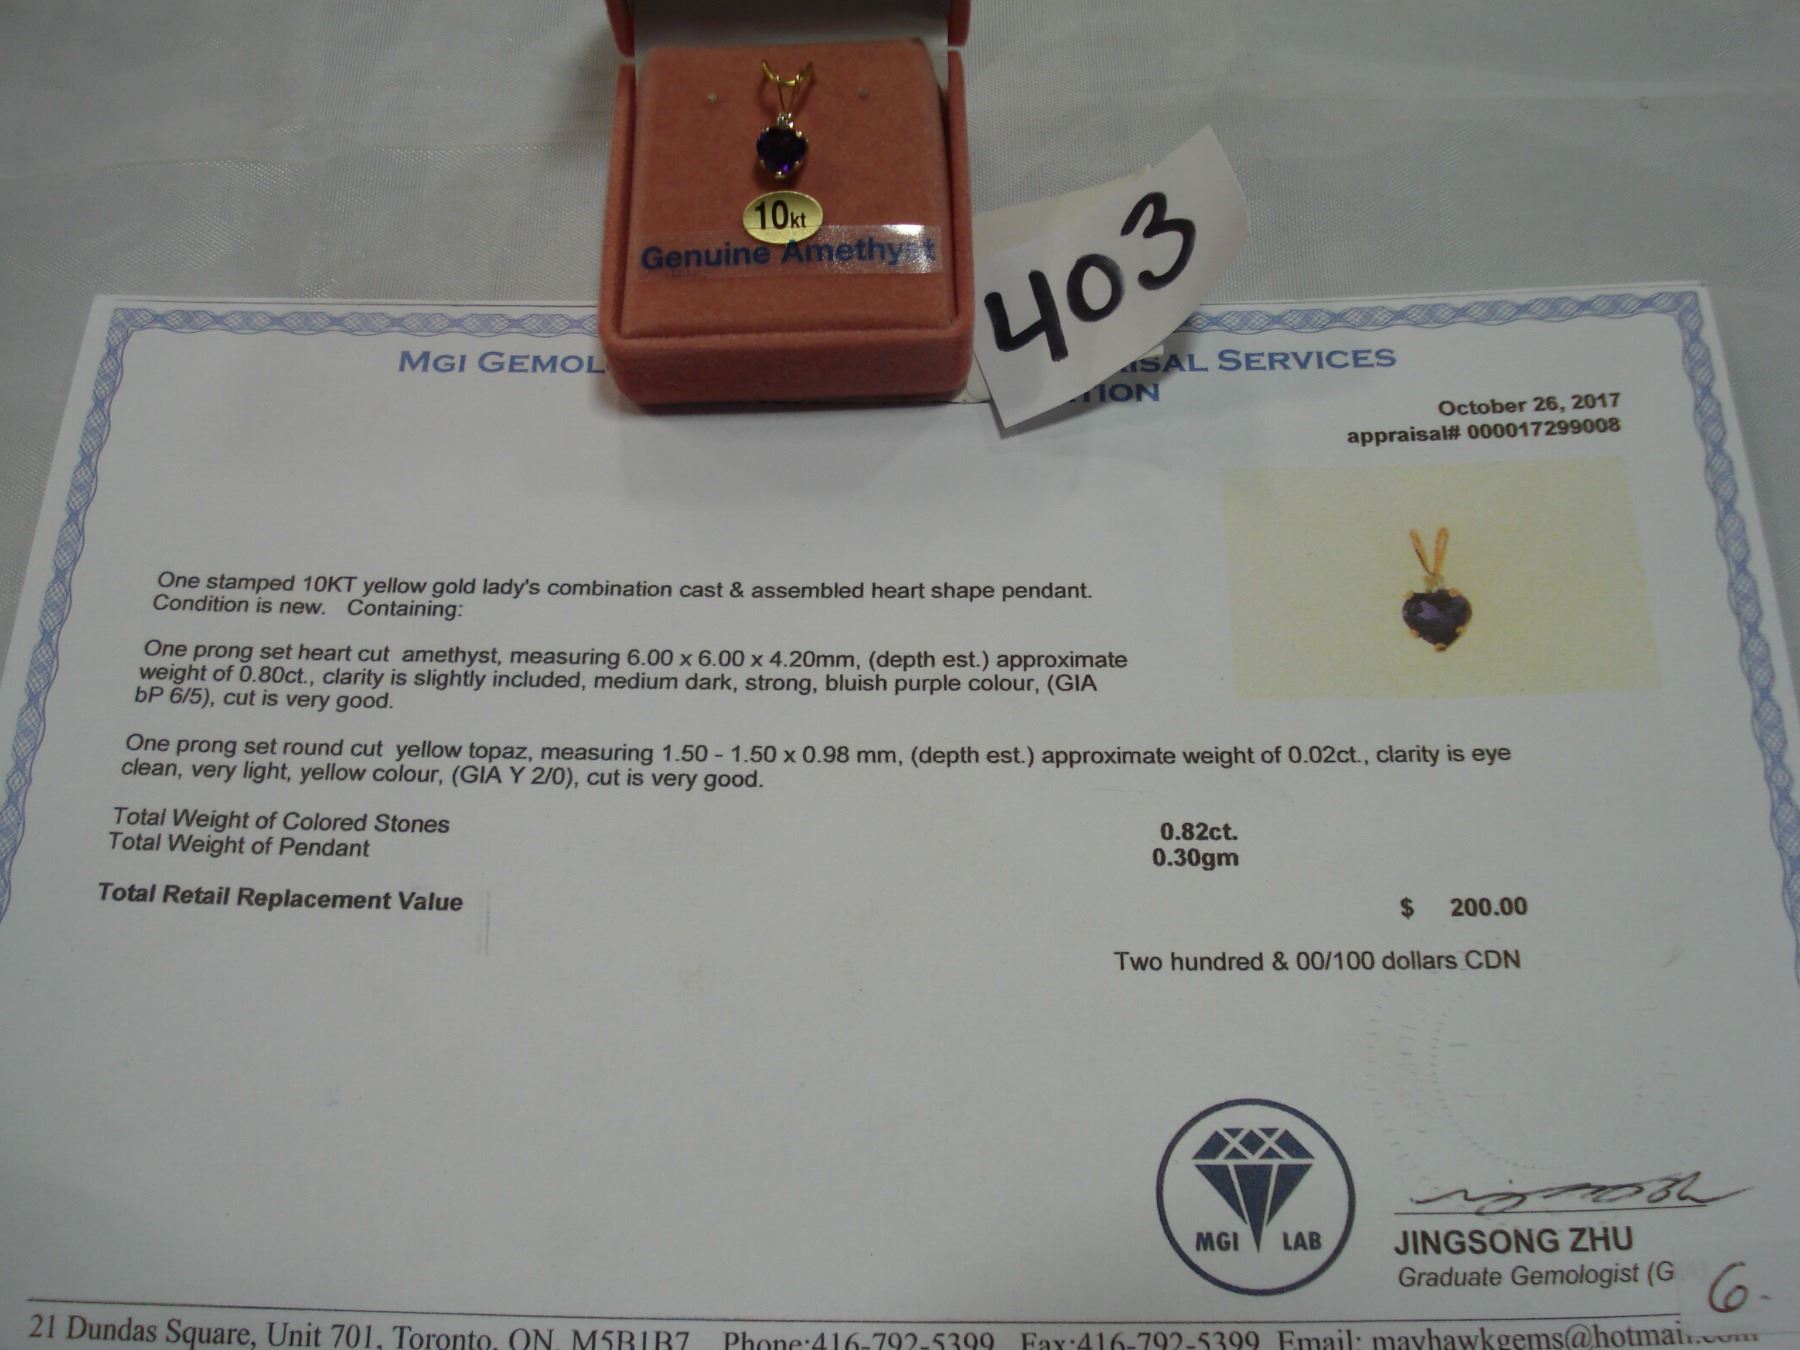 10kt
Genuine Amethyst
403
MGI GEMOL
SAL SERVICES
TION
October 26, 2017
appraisal# 000017299008
One stamped 10KT yellow gold lady's combination cast & assembled heart shape pendant.
Condition is new. Containing:
One prong set heart cut amethyst, measuring 6.00 x 6.00 x 4.20mm, (depth est.) approximate
weight of 0.80ct., clarity is slightly included, medium dark, strong, bluish purple colour, (GIA
bP 6/5), cut is very good.
One prong set round cut yellow topaz, measuring 1.50 - 1.50 x 0.98 mm, (depth est.) approximate weight of 0.02ct., clarity is eye
clean, very light, yellow colour, (GIA Y 2/0), cut is very good.
Total Weight of Colored Stones 0.82ct.
Total Weight of Pendant 0.30gm
Total Retail Replacement Value $ 200.00
Two hundred & 00/100 dollars CDN
MGI LAB
JINGSONG ZHU
Graduate Gemologist (G
6-
21 Dundas Square, Unit 701, Toronto, ON M5B1B7 Phone:416-792-5399 Fax:416-792-5399 Email: mayhawkgems@hotmail.com